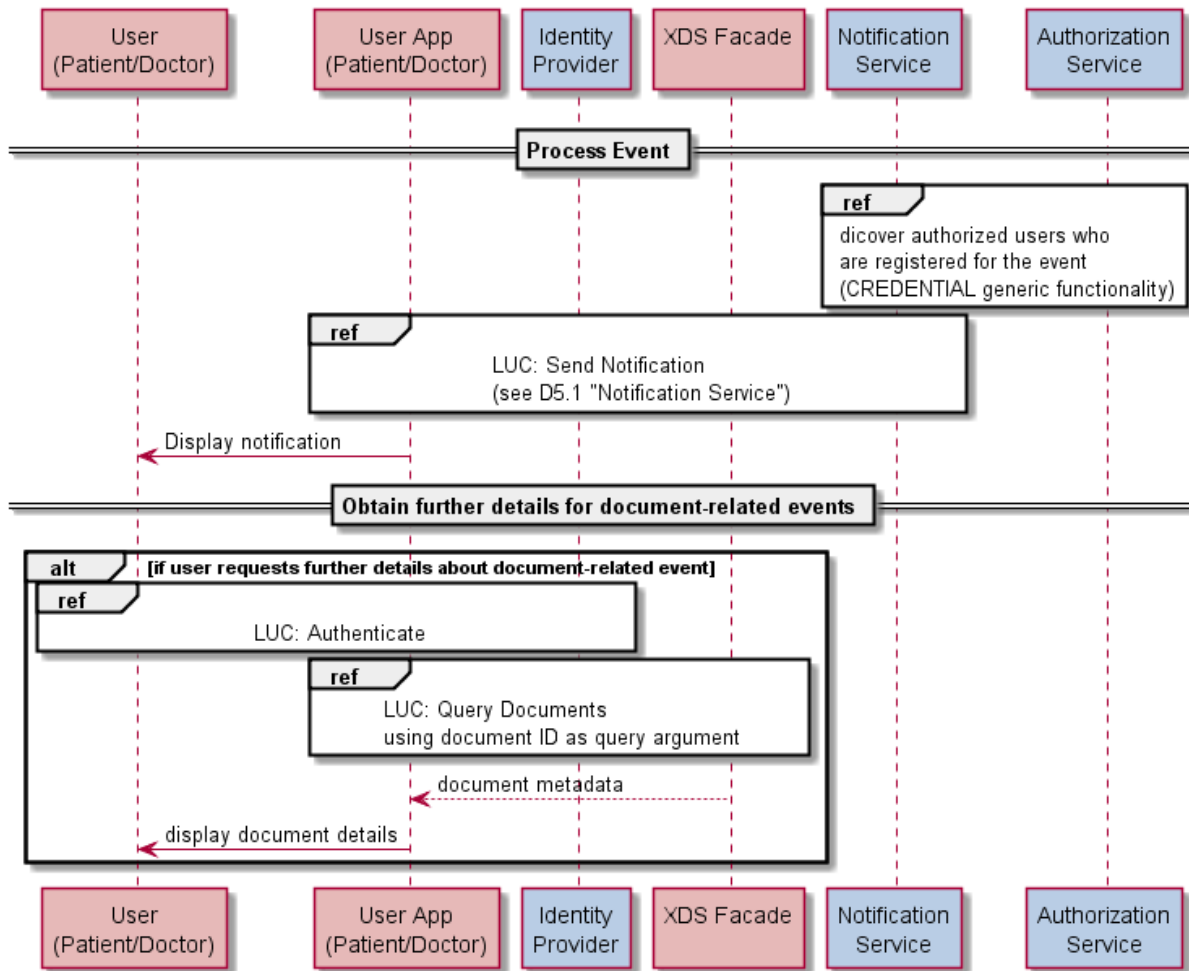 User
(Patient/Doctor)
User App
(Patient/Doctor)
Identity
Provider
XDS Facade
Notification
Service
Authorization
Service
Process Event
ref
dicover authorized users who
are registered for the event
(CREDENTIAL generic functionality)
ref
LUC: Send Notification
(see D5.1 "Notification Service")
Display notification
Obtain further details for document-related events
alt
[if user requests further details about document-related event]
ref
LUC: Authenticate
ref
LUC: Query Documents
using document ID as query argument
document metadata
display document details
User
(Patient/Doctor)
User App
(Patient/Doctor)
Identity
Provider
XDS Facade
Notification
Service
Authorization
Service